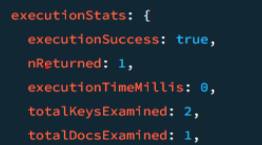 executionStats: {
executionSuccess: true,
nReturned: 1,
executionTimeMillis: 0,
totalKeysExamined: 2,
totalDocsExamined: 1,